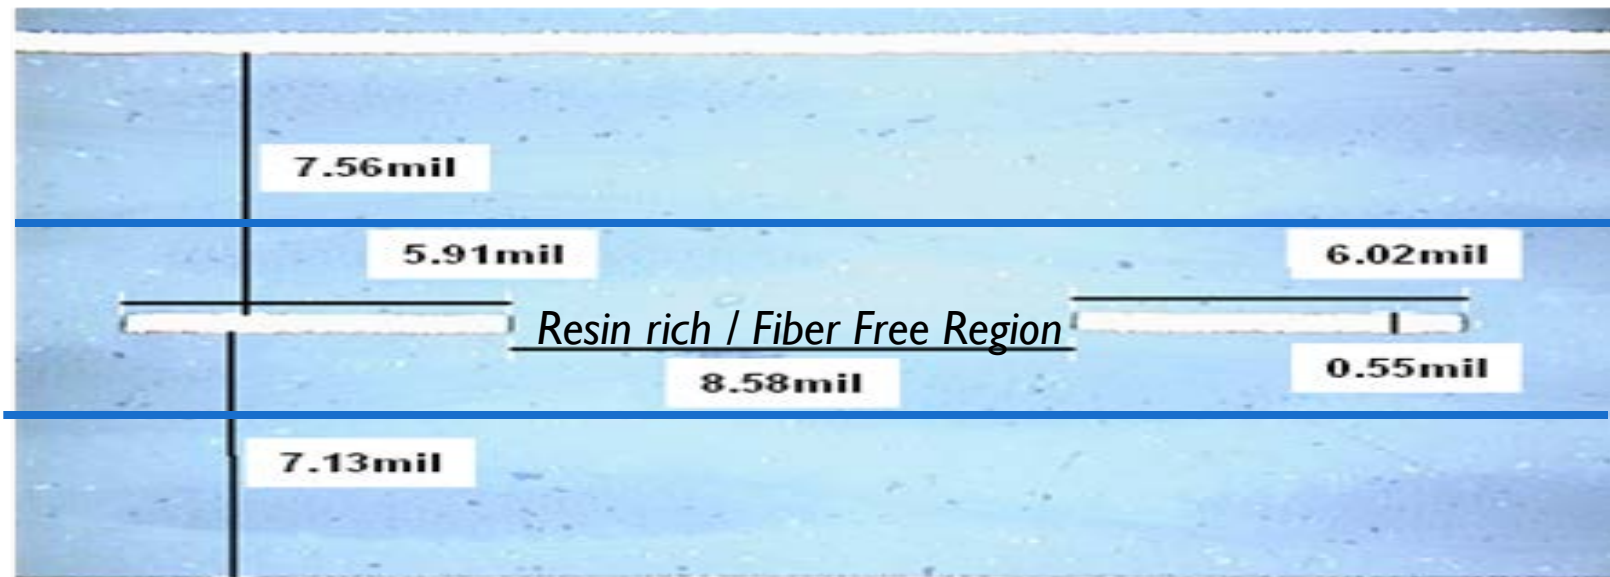 7.56mil
5.91mil
6.02mil
Resin rich / Fiber Free Region
8.58mil
0.55mil
7.13mil